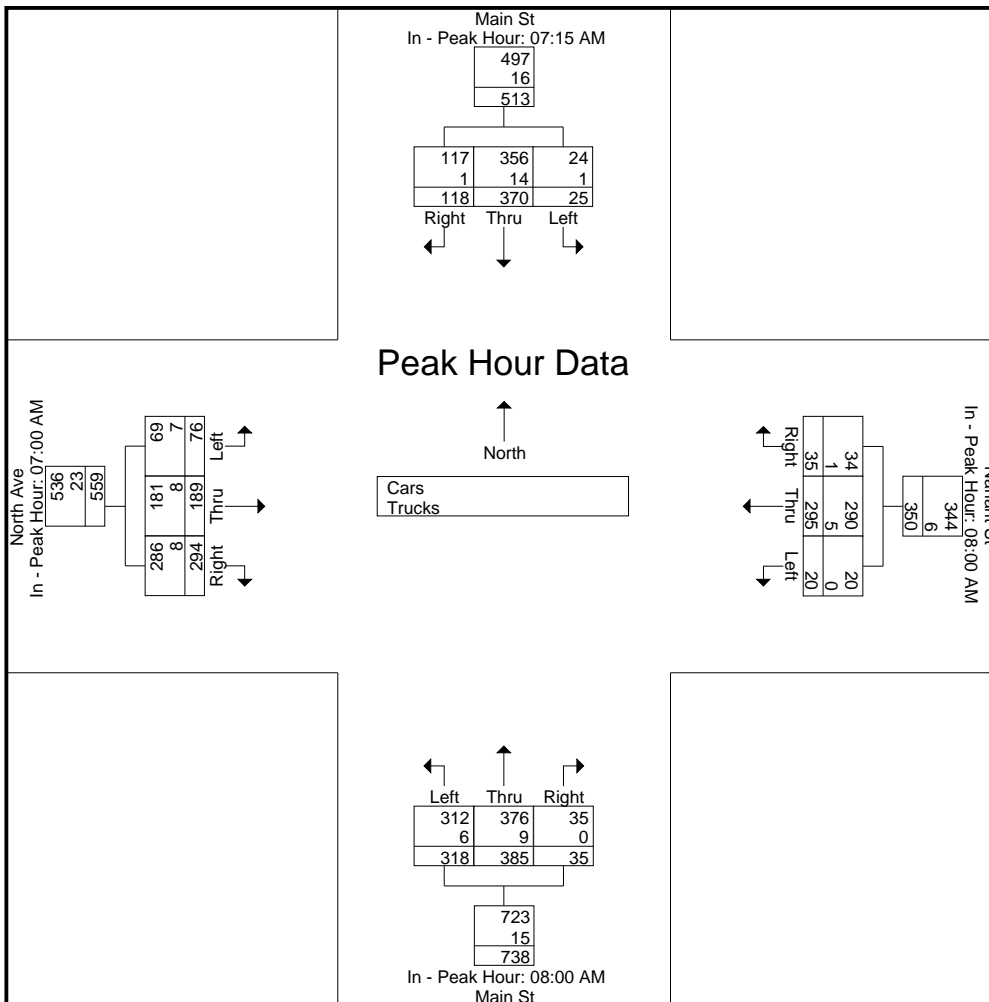 Main St
In - Peak Hour: 07:15 AM
497
16
513
117 356 24
1 14 1
118 370 25
Right Thru Left
Peak Hour Data
North
Cars
Trucks
North Ave
In - Peak Hour: 07:00 AM
536
23
559
69 181 286
7 8 8
76 189 294
Left Thru Right
In - Peak Hour: 08:00 AM
344
6
350
34 290 20
1 5 0
35 295 20
Right Thru Left
Left Thru Right
312 376 35
6 9 0
318 385 35
723
15
738
In - Peak Hour: 08:00 AM
Main St